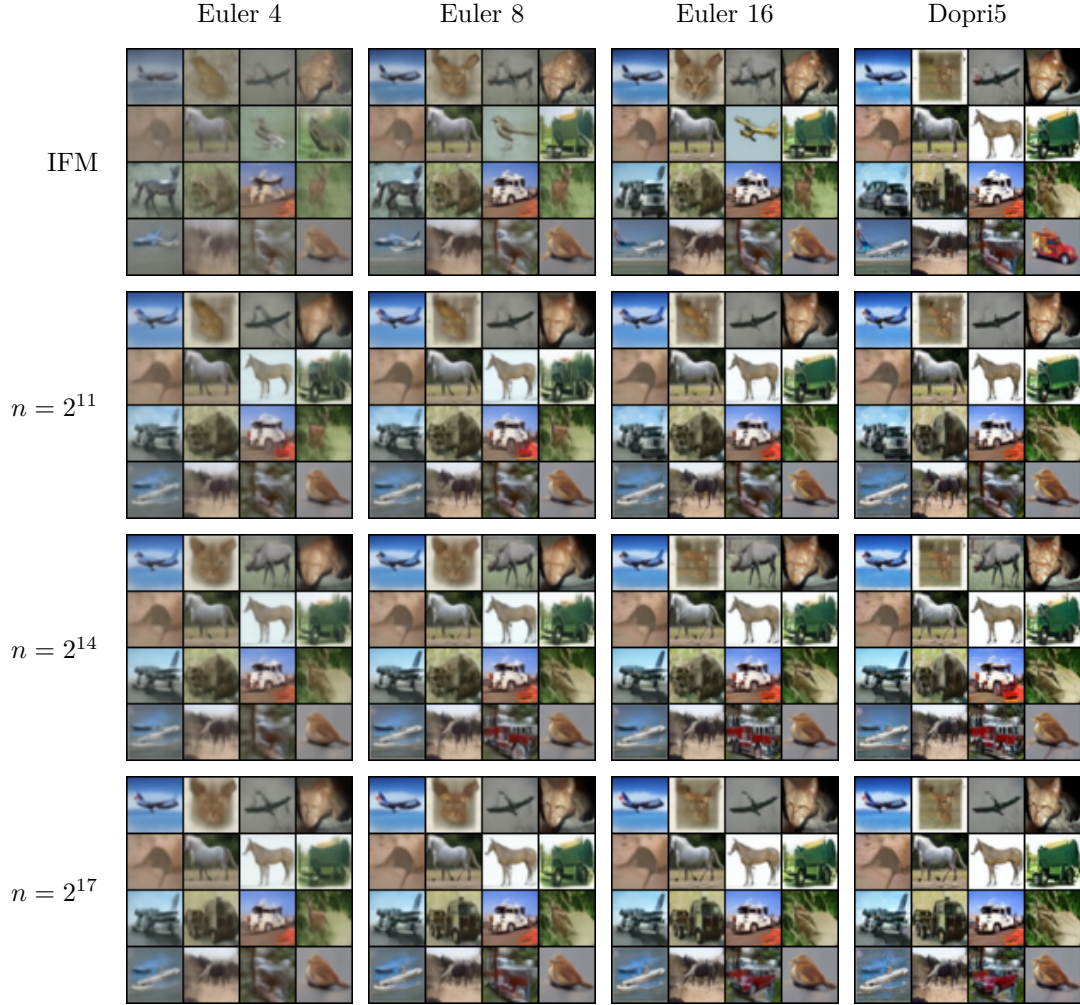 Euler 4 Euler 8 Euler 16 Dopri5
IFM
n = 2^{11}
n = 2^{14}
n = 2^{17}